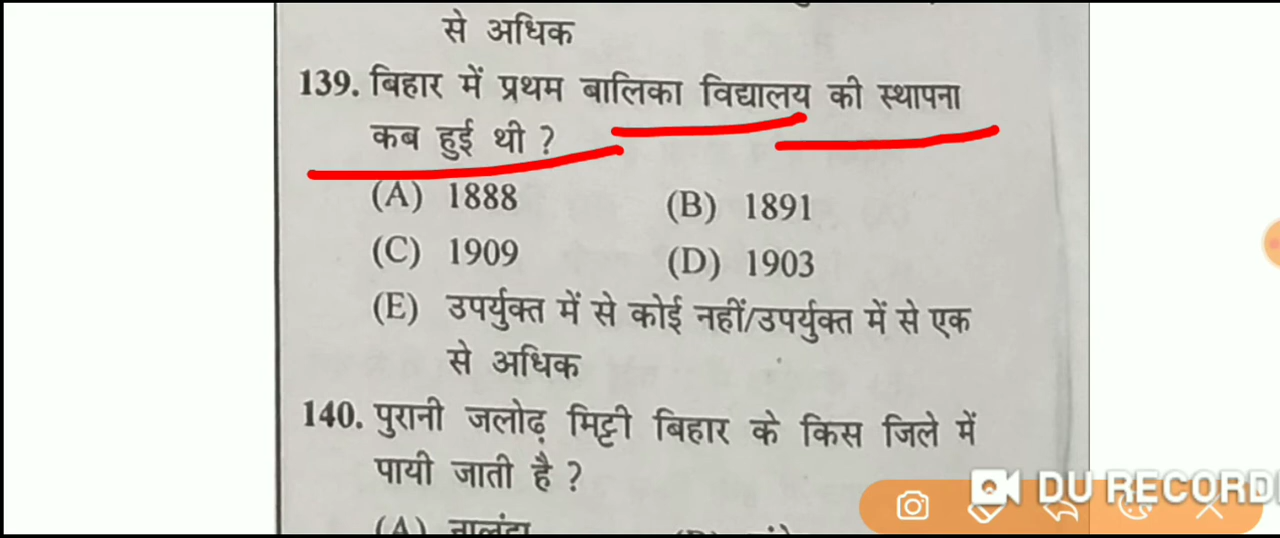 से अधिक
139. बिहार में प्रथम बालिका विद्यालय की स्थापना
कब हुई थी ?
(A) 1888 (B) 1891
(C) 1909 (D) 1903
(E) उपर्युक्त में से कोई नहीं/उपर्युक्त में से एक
से अधिक
140. पुरानी जलोढ़ मिट्टी बिहार के किस जिले में
पायी जाती है ?
DU RECORD
(A) नालंदा